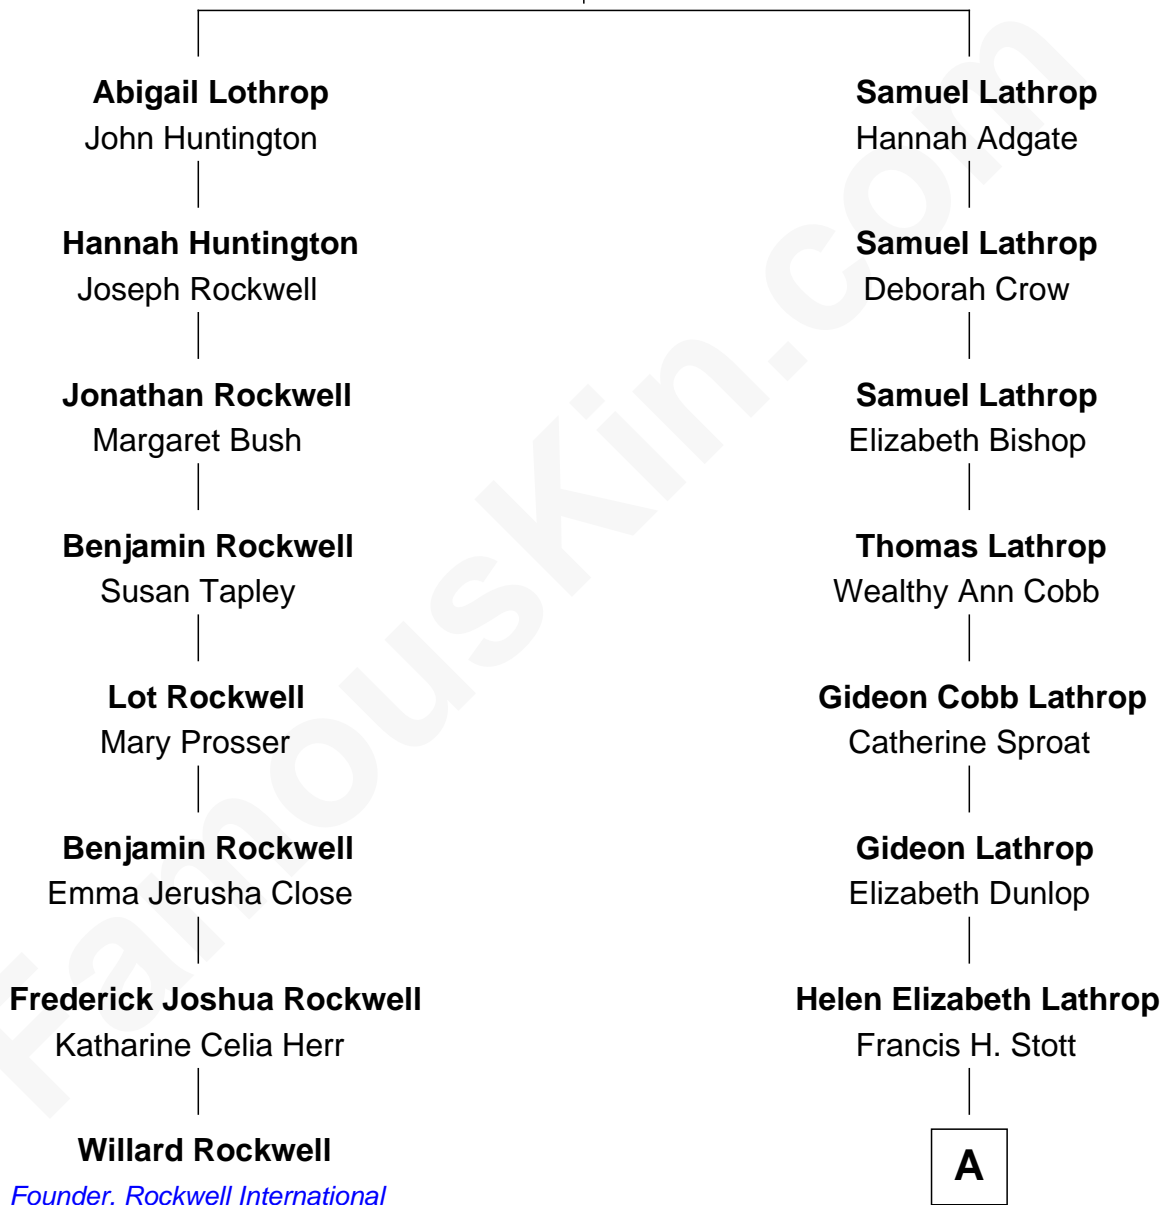 Abigail Lothrop
John Huntington
Samuel Lathrop
Hannah Adgate
Hannah Huntington
Joseph Rockwell
Samuel Lathrop
Deborah Crow
Jonathan Rockwell
Margaret Bush
Samuel Lathrop
Elizabeth Bishop
Benjamin Rockwell
Susan Tapley
Thomas Lathrop
Wealthy Ann Cobb
Lot Rockwell
Mary Prosser
Gideon Cobb Lathrop
Catherine Sproat
Benjamin Rockwell
Emma Jerusha Close
Gideon Lathrop
Elizabeth Dunlop
Frederick Joshua Rockwell
Katharine Celia Herr
Helen Elizabeth Lathrop
Francis H. Stott
Willard Rockwell
Founder, Rockwell International
A
FamousKin.com